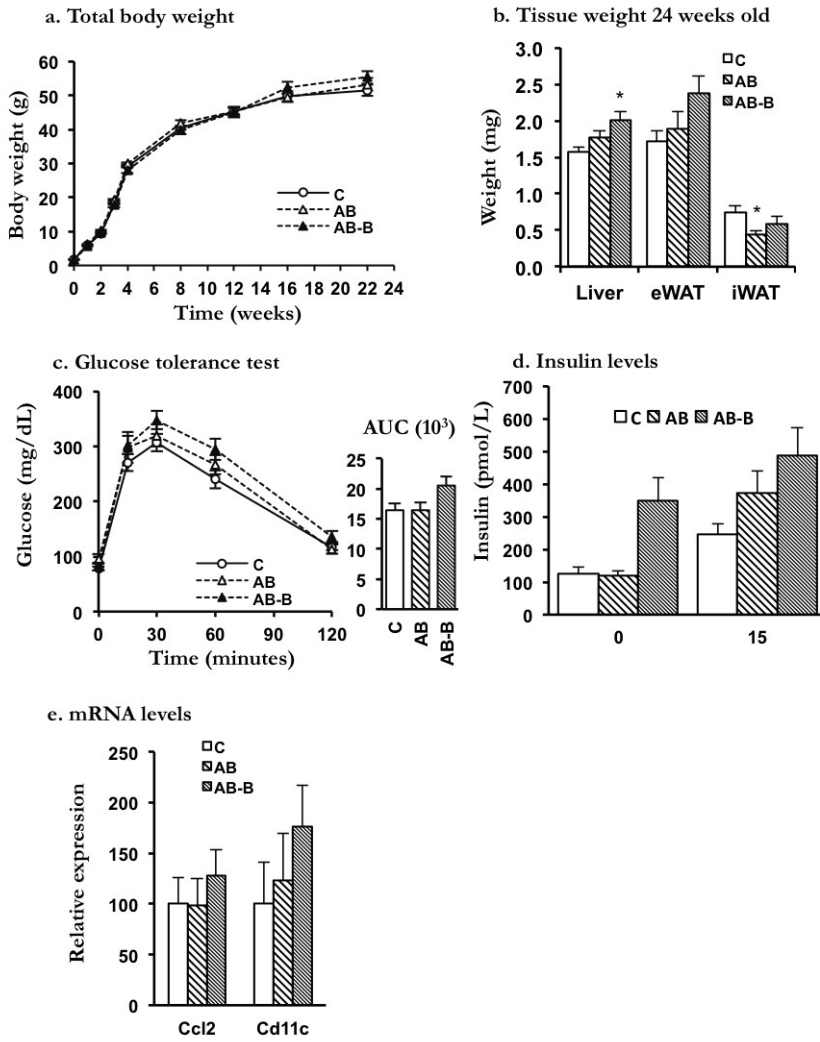 a. Total body weight
Body weight (g)
60
50
40
30
20
10
0
C
AB
AB-B
0 2 4 6 8 10 12 14 16 18 20 22 24
Time (weeks)
b. Tissue weight 24 weeks old
Weight (mg)
3.0
2.5
2.0
1.5
1.0
0.5
0.0
C
AB
AB-B
*
*
Liver eWAT iWAT
c. Glucose tolerance test
Glucose (mg/dL)
400
300
200
100
0
C
AB
AB-B
0 30 60 90 120
Time (minutes)
AUC (10³)
25
20
15
10
5
0
C
AB
AB-B
d. Insulin levels
Insulin (pmol/L)
700
600
500
400
300
200
100
0
C AB AB-B
0 15
e. mRNA levels
Relative expression
250
200
150
100
50
0
C
AB
AB-B
Ccl2 Cd11c